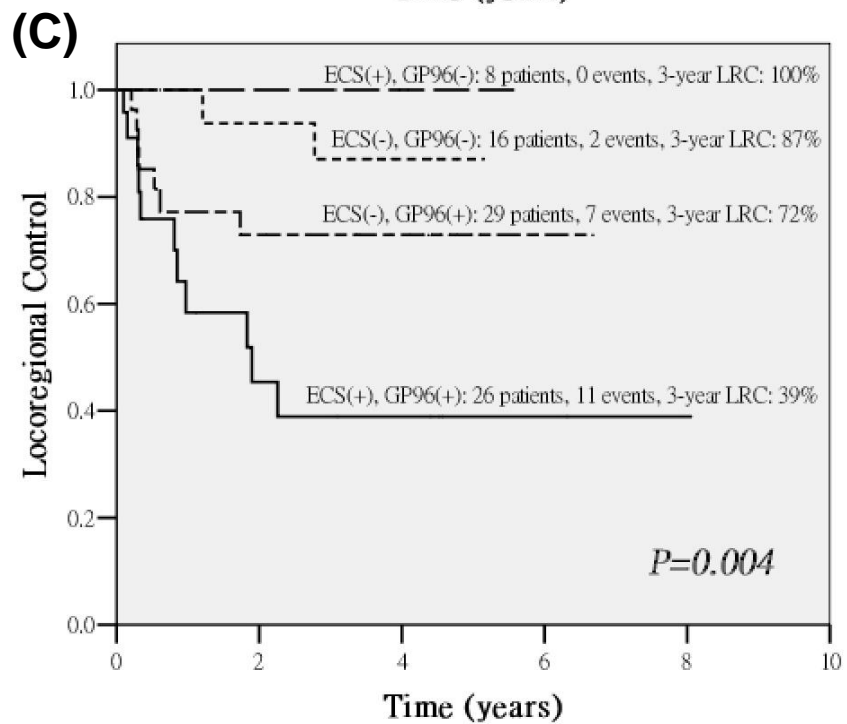 (C)
ECS(+), GP96(-): 8 patients, 0 events, 3-year LRC: 100%
1.0
ECS(-), GP96(-): 16 patients, 2 events, 3-year LRC: 87%
0.8
ECS(-), GP96(+): 29 patients, 7 events, 3-year LRC: 72%
Locoregional Control
0.6
ECS(+), GP96(+): 26 patients, 11 events, 3-year LRC: 39%
0.4
0.2
P=0.004
0.0
0 2 4 6 8 10
Time (years)